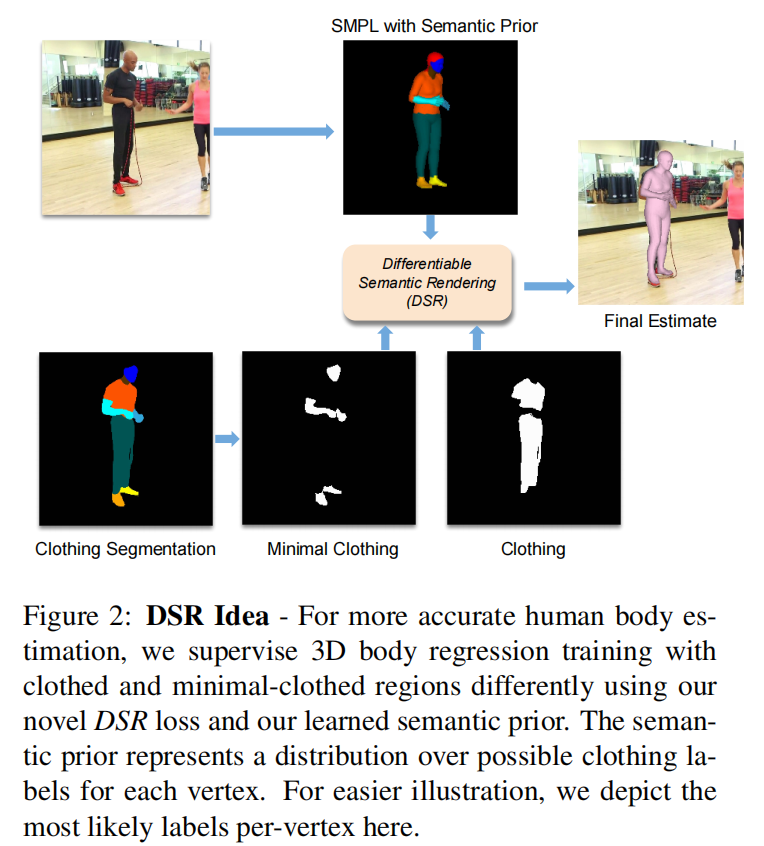 SMPL with Semantic Prior
Differentiable
Semantic Rendering
(DSR)
Final Estimate
Clothing Segmentation
Minimal Clothing
Clothing
Figure 2: DSR Idea - For more accurate human body es-
timation, we supervise 3D body regression training with
clothed and minimal-clothed regions differently using our
novel DSR loss and our learned semantic prior. The seman-
tic prior represents a distribution over possible clothing la-
bels for each vertex. For easier illustration, we depict the
most likely labels per-vertex here.